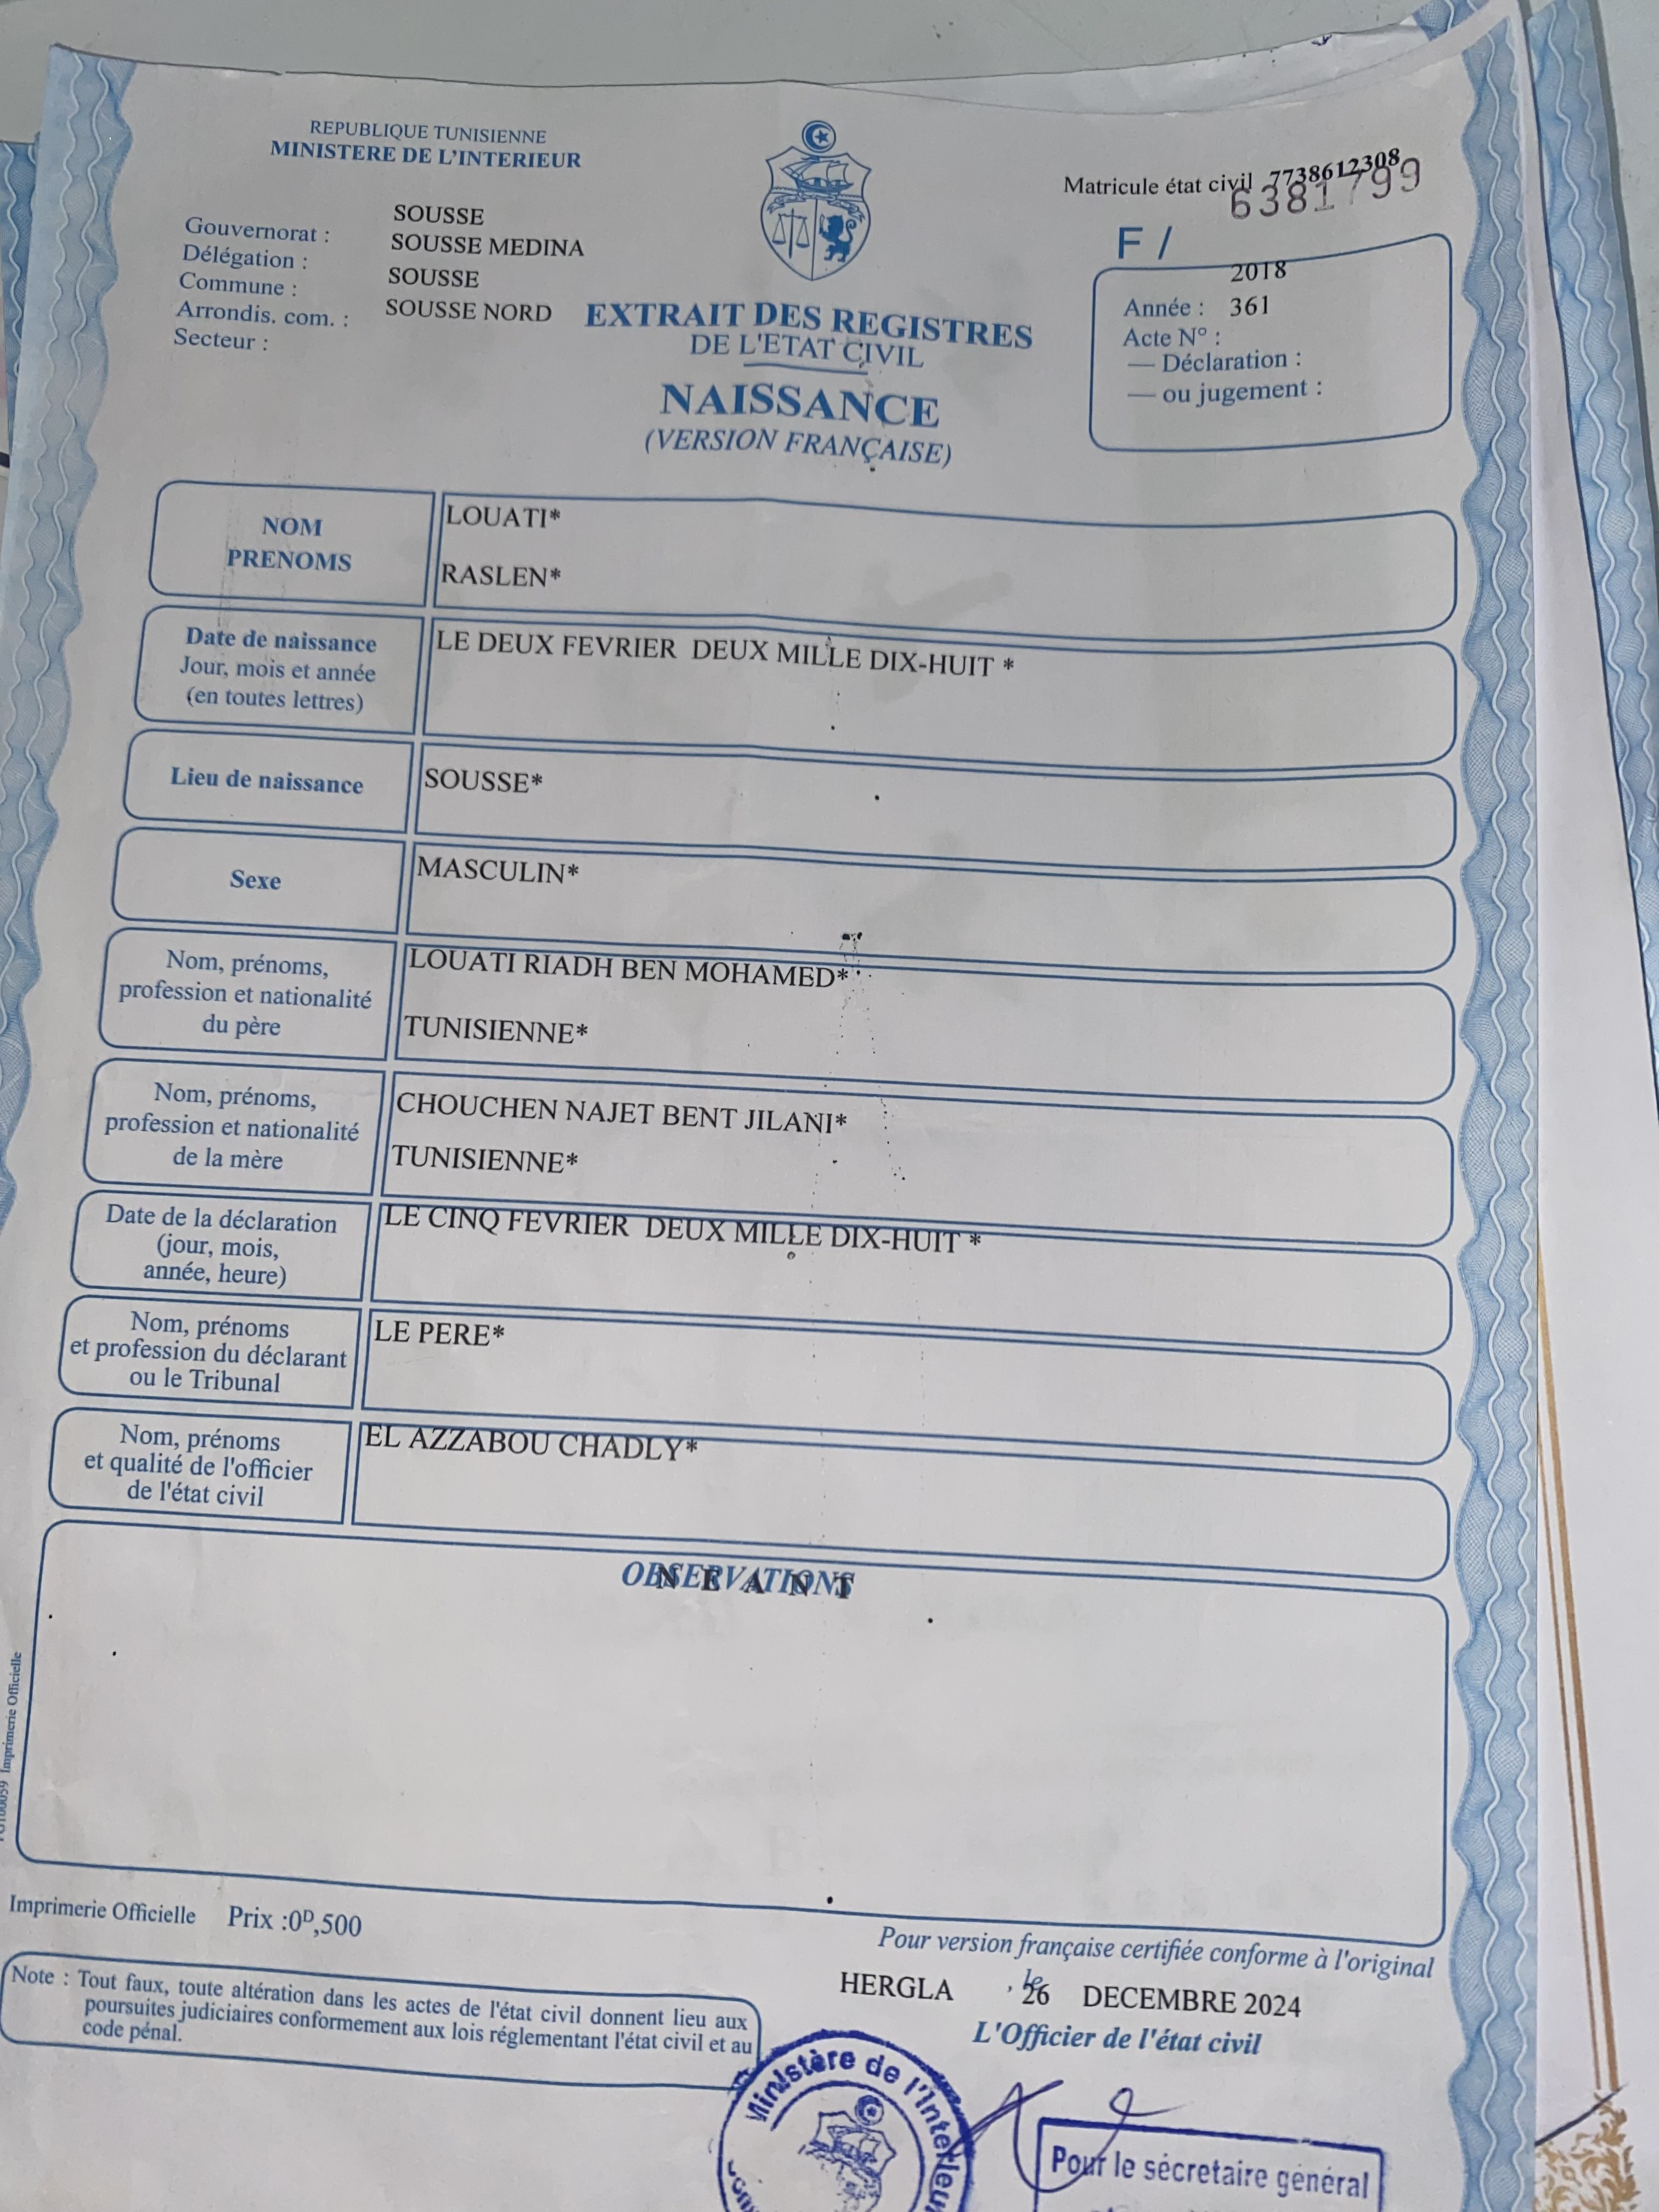 REPUBLIQUE TUNISIENNE
MINISTERE DE L'INTERIEUR
Gouvernorat : SOUSSE
Délégation : SOUSSE MEDINA
Commune : SOUSSE
Arrondis. com. : SOUSSE NORD
Secteur :
Matricule état civil 7738612308
6381799
F /
2018
Année : 361
Acte N° :
— Déclaration :
— ou jugement :
EXTRAIT DES REGISTRES
DE L'ETAT CIVIL
NAISSANCE
(VERSION FRANÇAISE)
NOM LOUATI*
PRENOMS RASLEN*
Date de naissance
Jour, mois et année
(en toutes lettres)
LE DEUX FEVRIER DEUX MILLE DIX-HUIT *
Lieu de naissance SOUSSE*
Sexe MASCULIN*
Nom, prénoms,
profession et nationalité
du père
LOUATI RIADH BEN MOHAMED*
TUNISIENNE*
Nom, prénoms,
profession et nationalité
de la mère
CHOUCHEN NAJET BENT JILANI*
TUNISIENNE*
Date de la déclaration
(jour, mois,
année, heure)
LE CINQ FEVRIER DEUX MILLE DIX-HUIT *
Nom, prénoms
et profession du déclarant
ou le Tribunal
LE PERE*
Nom, prénoms
et qualité de l'officier
de l'état civil
EL AZZABOU CHADLY*
OBSERVATIONS
N E A N T
Imprimerie Officielle
Imprimerie Officielle Prix :0D,500
Pour version française certifiée conforme à l'original
HERGLA , le 26 DECEMBRE 2024
L'Officier de l'état civil
Note : Tout faux, toute altération dans les actes de l'état civil donnent lieu aux
poursuites judiciaires conformement aux lois réglementant l'état civil et au
code pénal.
Ministère de l'Interieur
Pour le sécretaire général